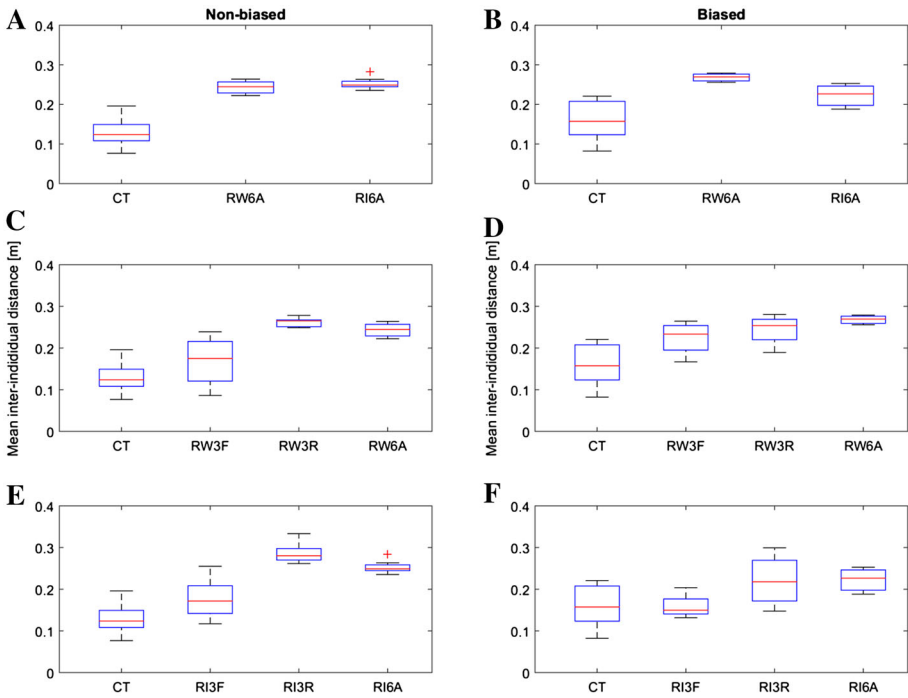 A
Non-biased
0.4
0.3
0.2
0.1
0
CT RW6A RI6A
B
Biased
0.4
0.3
0.2
0.1
0
CT RW6A RI6A
C
Mean inter-indididual distance [m]
0.4
0.3
0.2
0.1
0
CT RW3F RW3R RW6A
D
Mean inter-indididual distance [m]
0.4
0.3
0.2
0.1
0
CT RW3F RW3R RW6A
E
0.4
0.3
0.2
0.1
0
CT RI3F RI3R RI6A
F
0.4
0.3
0.2
0.1
0
CT RI3F RI3R RI6A